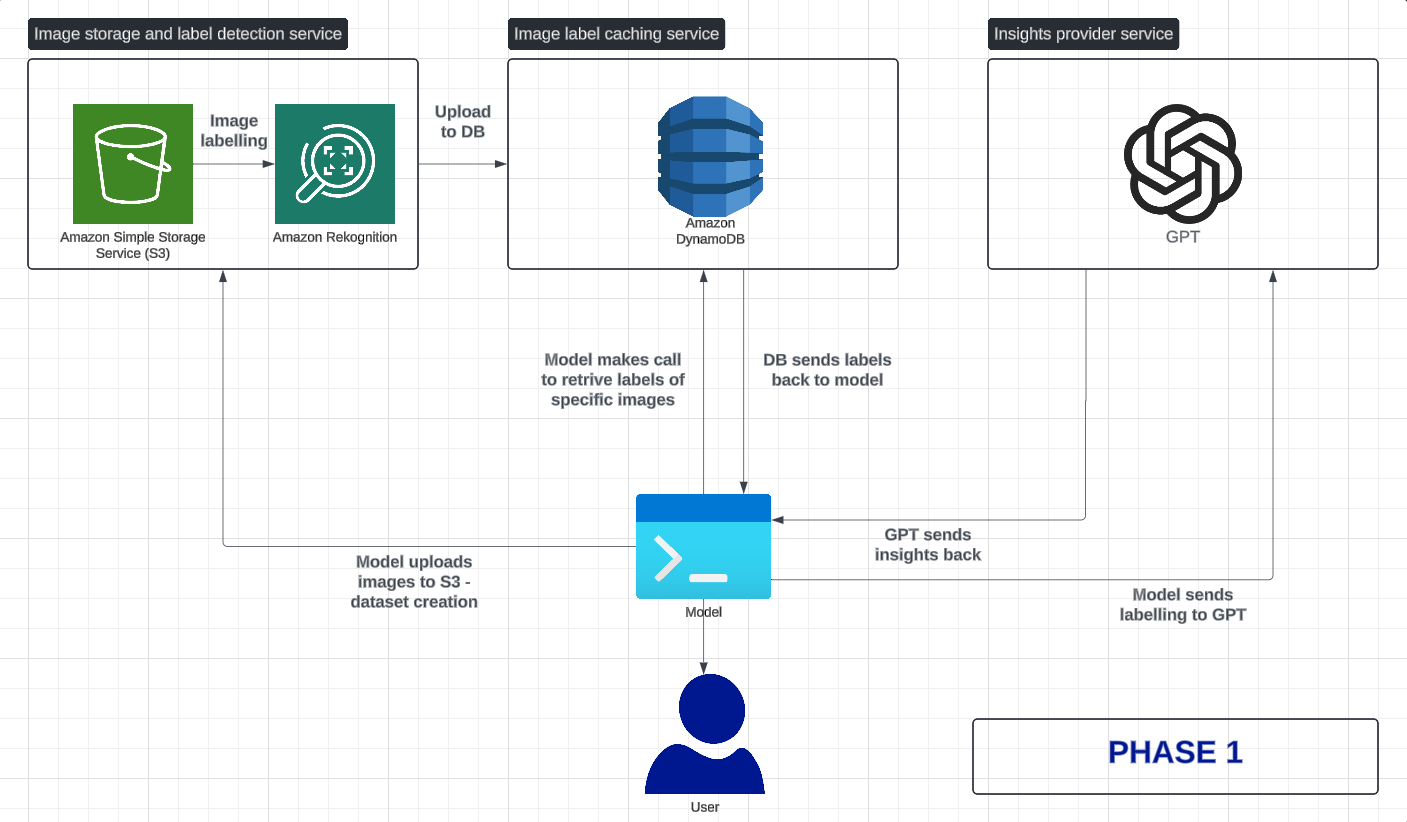 Image storage and label detection service
Image label caching service
Insights provider service
Image
labelling
Upload
to DB
Amazon Simple Storage
Service (S3)
Amazon Rekognition
Amazon
DynamoDB
GPT
Model makes call
to retrive labels of
specific images
DB sends labels
back to model
GPT sends
insights back
Model uploads
images to S3 -
dataset creation
Model sends
labelling to GPT
Model
PHASE 1
User